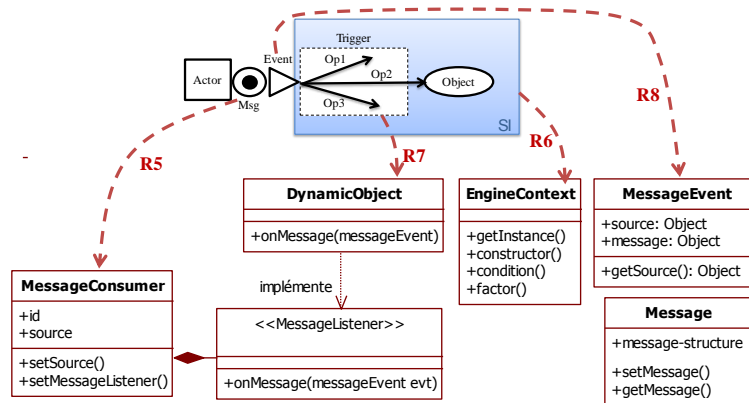 Trigger
Event
Op1
Actor
Op2
Object
Op3
Msg
SI
R8
R6
R7
R5
DynamicObject
+onMessage(messageEvent)
EngineContext
+getInstance()
+constructor()
+condition()
+factor()
MessageEvent
+source: Object
+message: Object
+getSource(): Object
MessageConsumer
+id
+source
+setSource()
+setMessageListener()
implémente
<<MessageListener>>
+onMessage(messageEvent evt)
Message
+message-structure
+setMessage()
+getMessage()